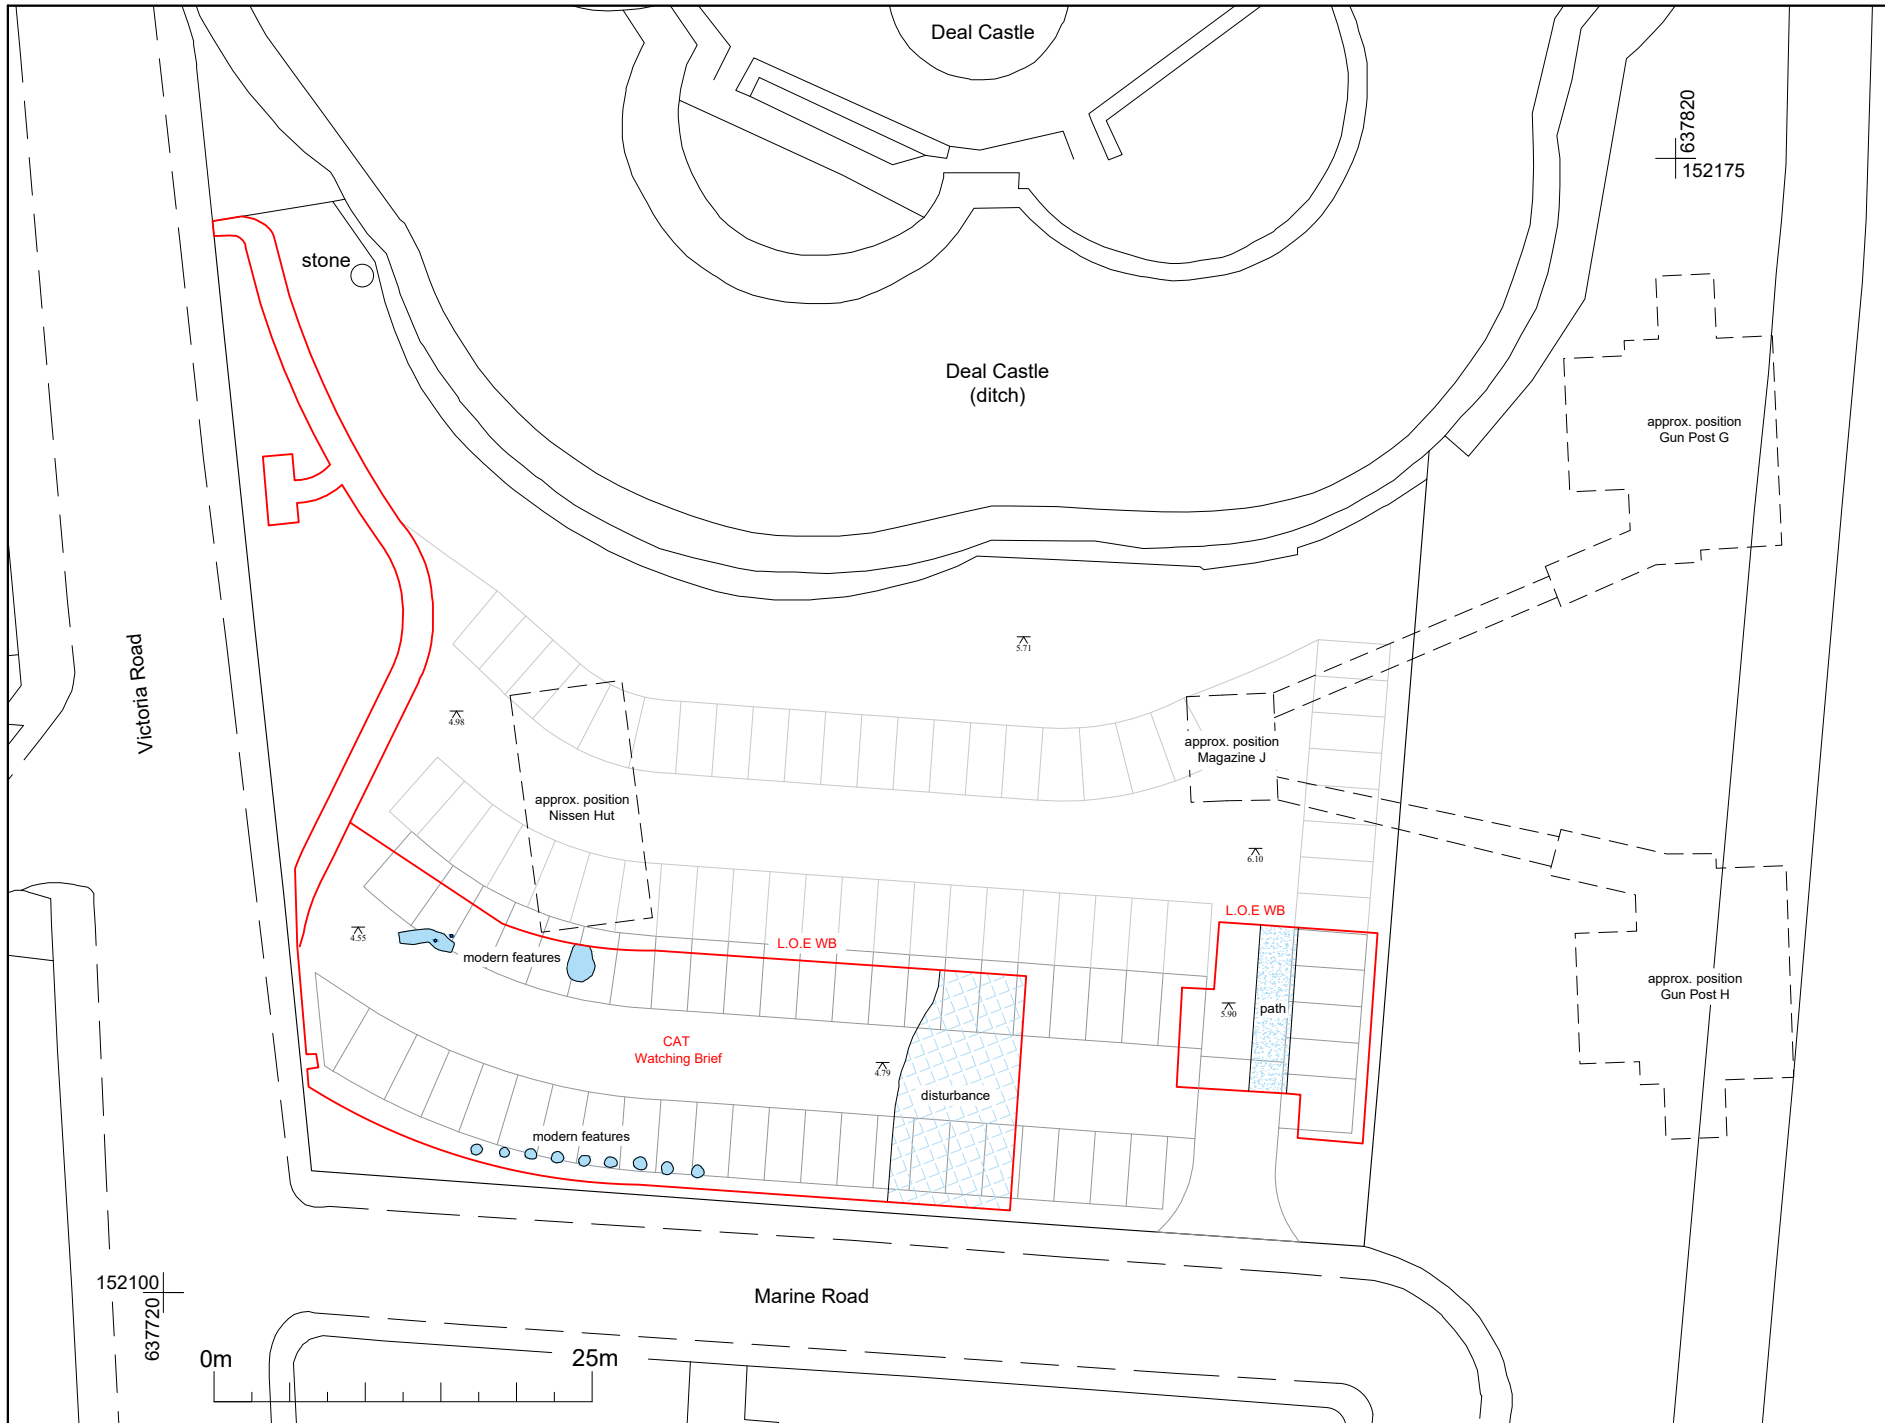 Deal Castle
637820
152175
stone
Deal Castle
(ditch)
approx. position
Gun Post G
5.71
Victoria Road
4.98
approx. position
Magazine J
approx. position
Nissen Hut
6.10
L.O.E WB
4.55
L.O.E WB
modern features
approx. position
Gun Post H
5.90
path
CAT
Watching Brief
4.79
disturbance
modern features
152100
637720
Marine Road
0m
25m